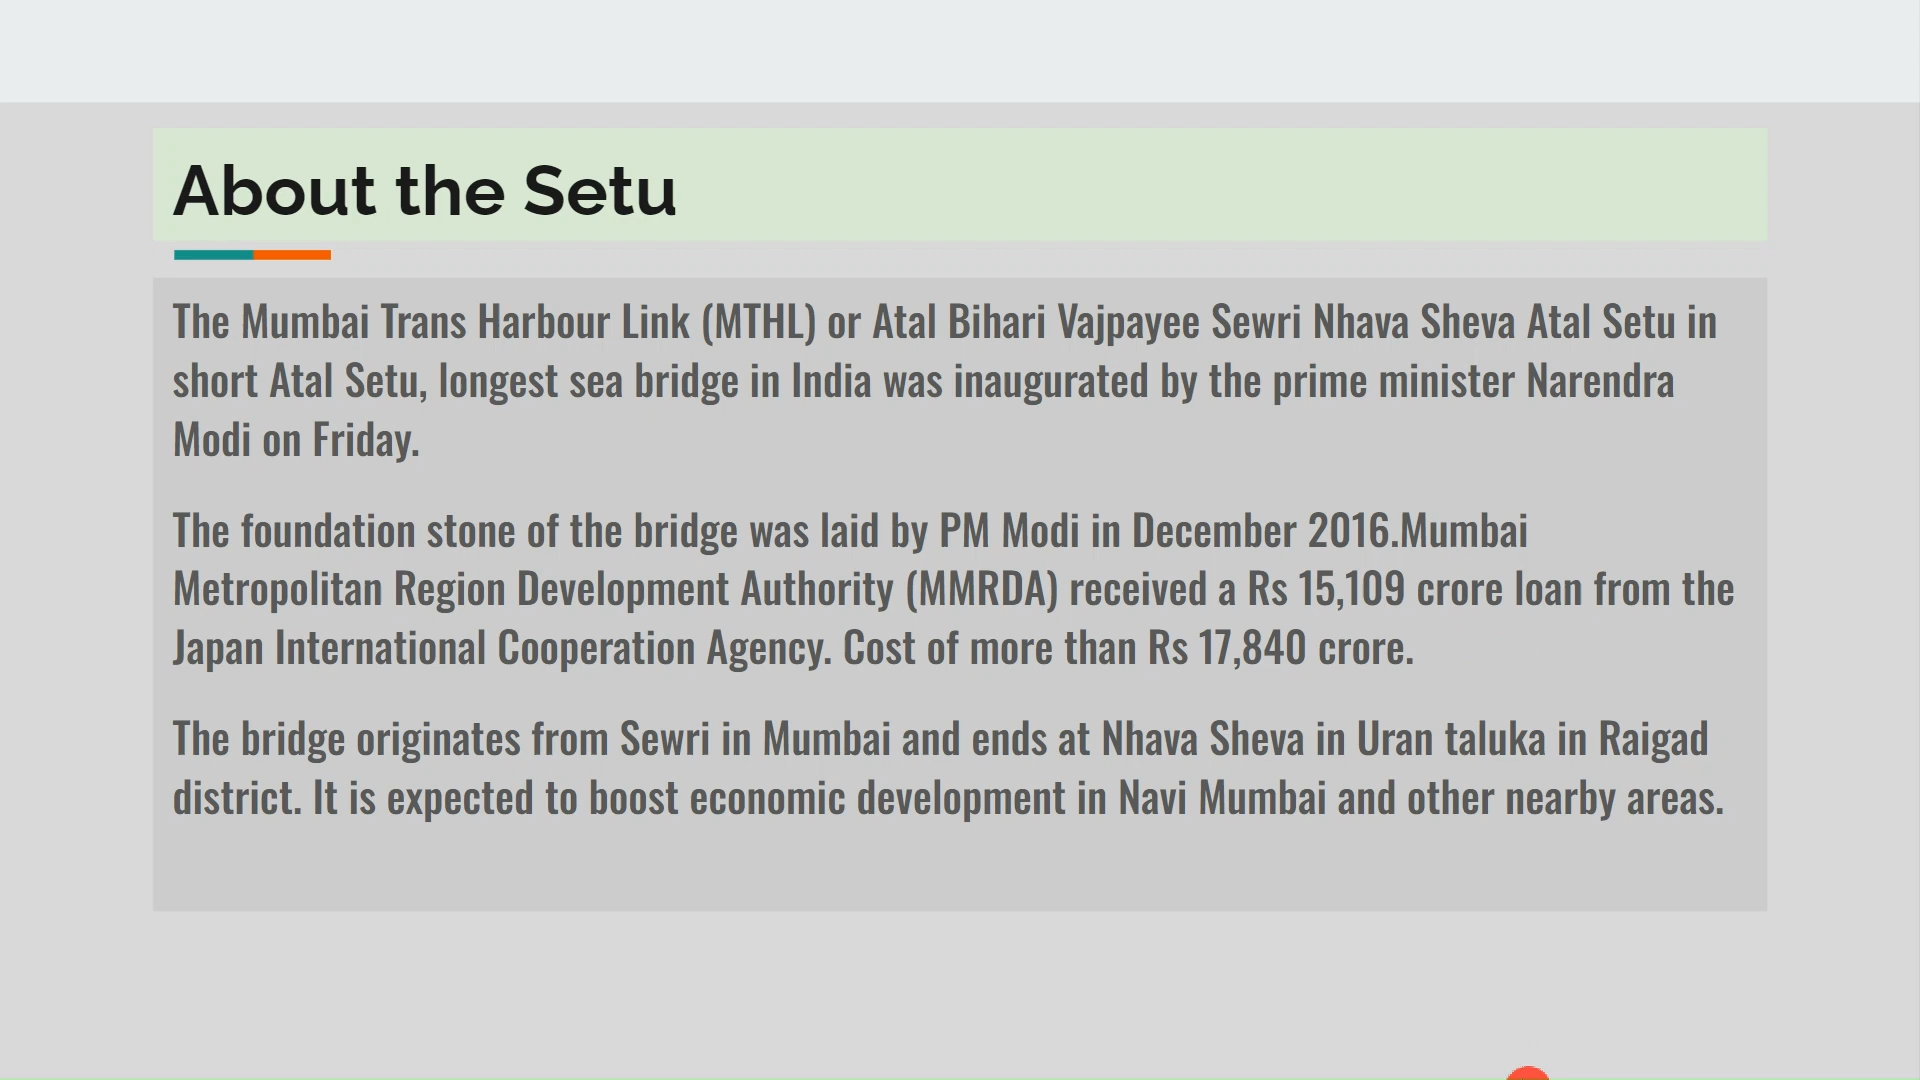 About the Setu
The Mumbai Trans Harbour Link (MTHL) or Atal Bihari Vajpayee Sewri Nhava Sheva Atal Setu in
short Atal Setu, longest sea bridge in India was inaugurated by the prime minister Narendra
Modi on Friday.
The foundation stone of the bridge was laid by PM Modi in December 2016.Mumbai
Metropolitan Region Development Authority (MMRDA) received a Rs 15,109 crore loan from the
Japan International Cooperation Agency. Cost of more than Rs 17,840 crore.
The bridge originates from Sewri in Mumbai and ends at Nhava Sheva in Uran taluka in Raigad
district. It is expected to boost economic development in Navi Mumbai and other nearby areas.